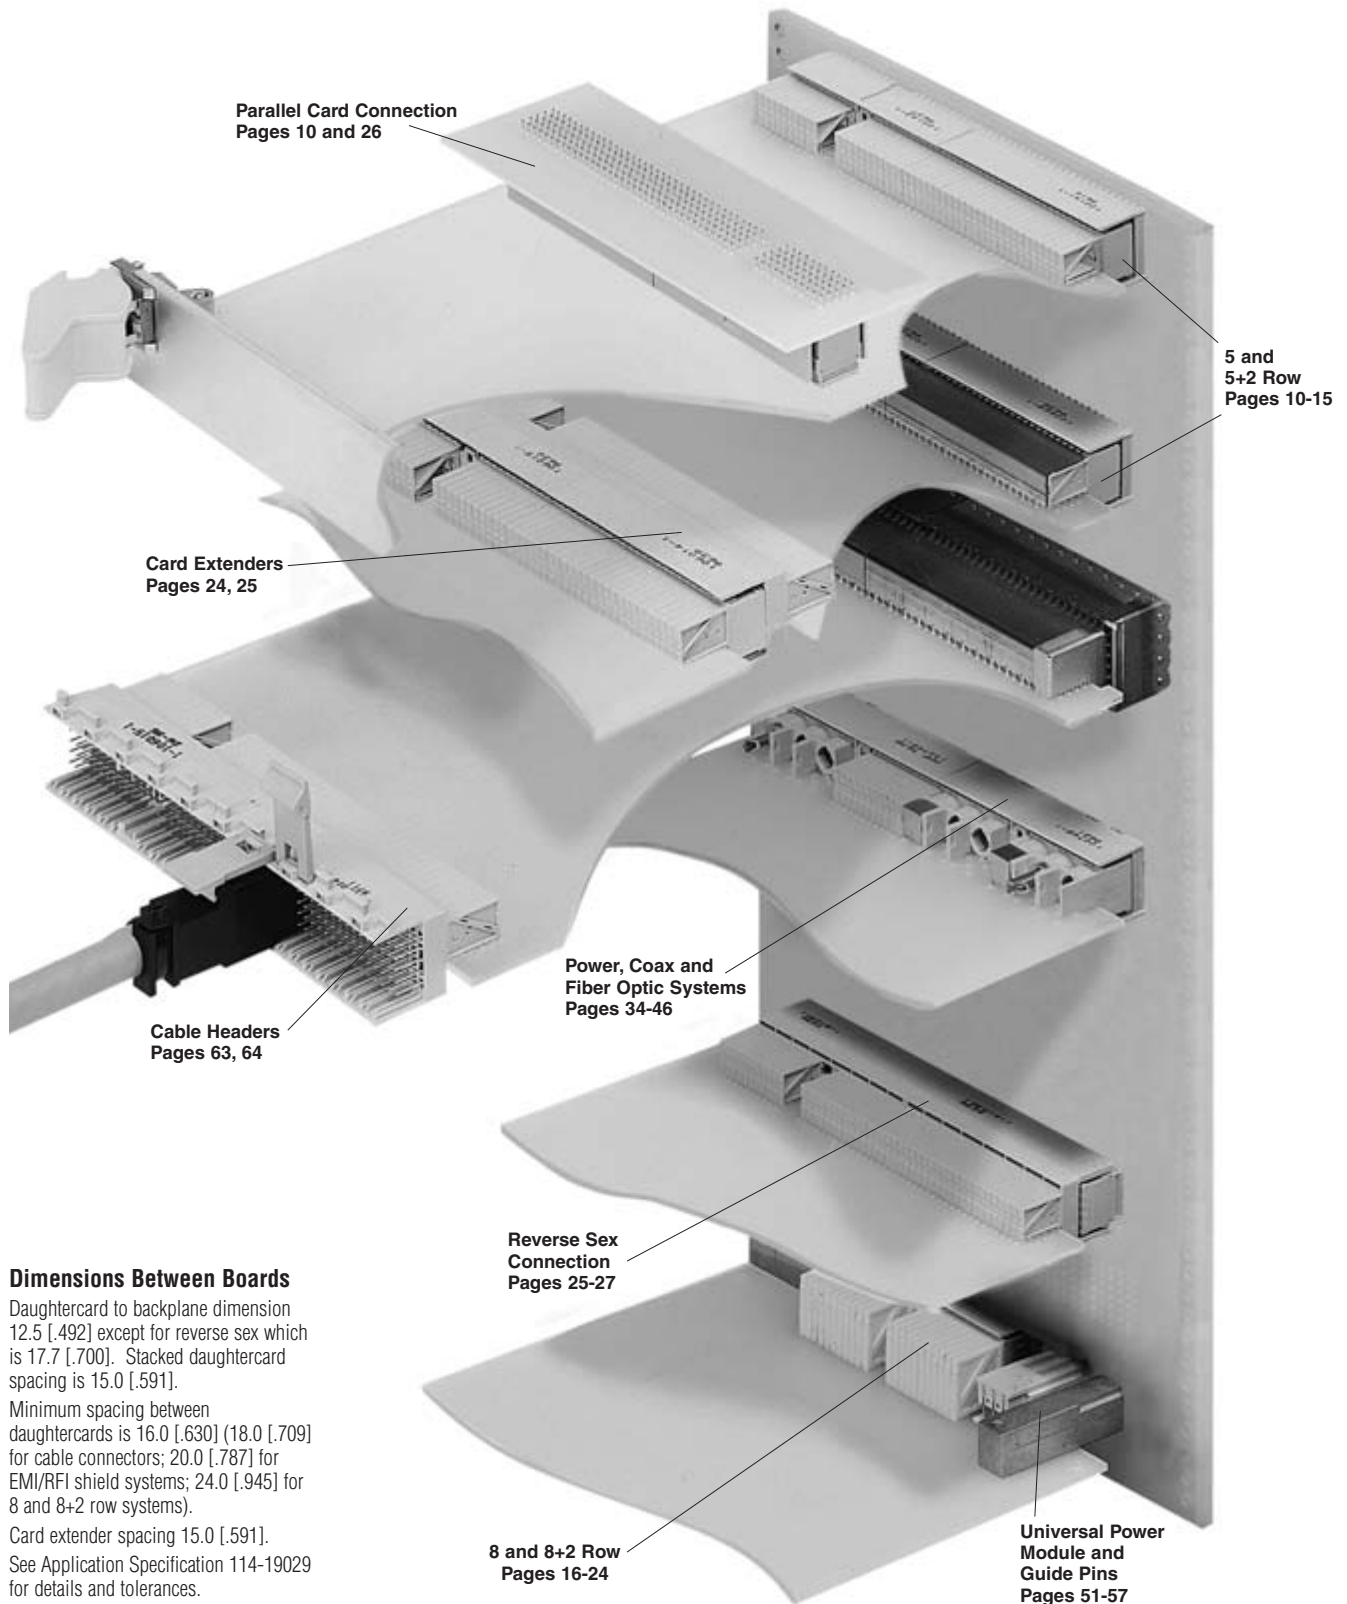 Parallel Card Connection
Pages 10 and 26
5 and
5+2 Row
Pages 10-15
Card Extenders
Pages 24, 25
Power, Coax and
Fiber Optic Systems
Pages 34-46
Cable Headers
Pages 63, 64
Reverse Sex
Connection
Pages 25-27
Dimensions Between Boards
Daughtercard to backplane dimension
12.5 [.492] except for reverse sex which
is 17.7 [.700]. Stacked daughtercard
spacing is 15.0 [.591].
Minimum spacing between
daughtercards is 16.0 [.630] (18.0 [.709]
for cable connectors; 20.0 [.787] for
EMI/RFI shield systems; 24.0 [.945] for
8 and 8+2 row systems).
Card extender spacing 15.0 [.591].
See Application Specification 114-19029
for details and tolerances.
8 and 8+2 Row
Pages 16-24
Universal Power
Module and
Guide Pins
Pages 51-57